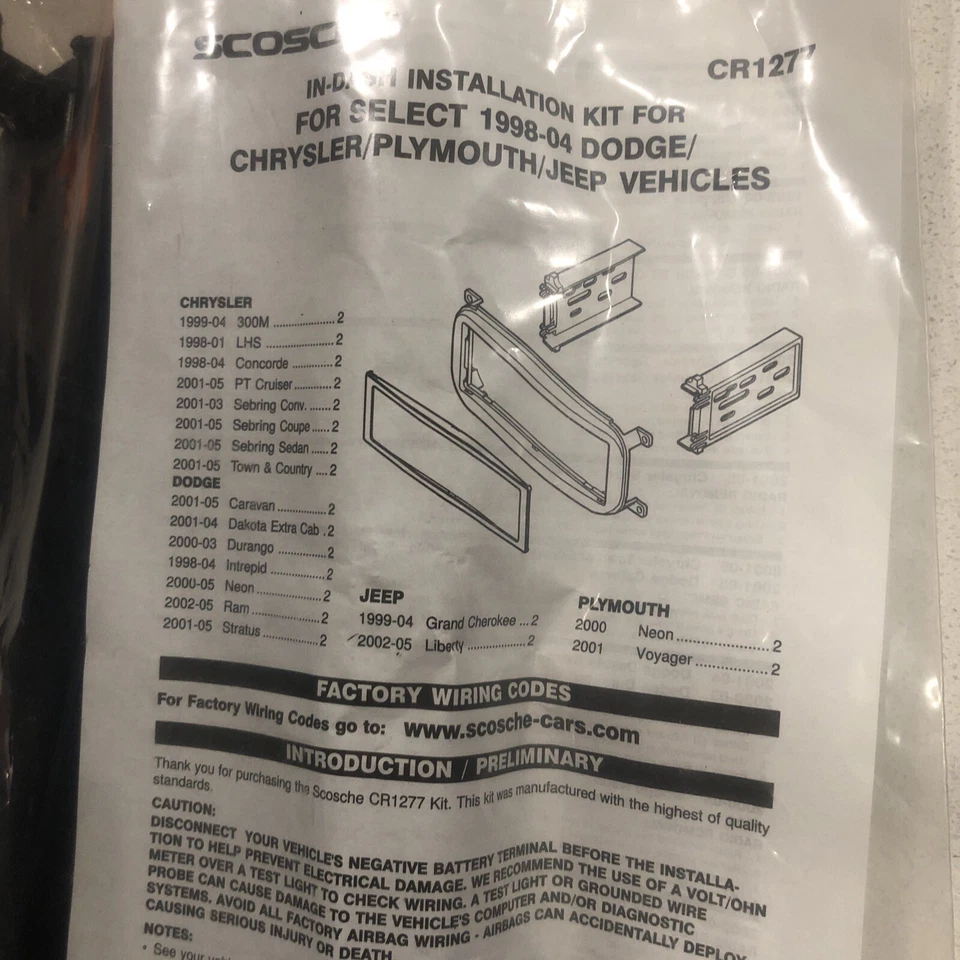 SCOSC
CR1277
IN-DASH INSTALLATION KIT FOR
FOR SELECT 1998-04 DODGE/
CHRYSLER/PLYMOUTH/JEEP VEHICLES
CHRYSLER
1999-04 300M ................... 2
1998-01 LHS ..................... 2
1998-04 Concorde ............ 2
2001-05 PT Cruiser ............ 2
2001-03 Sebring Conv. ....... 2
2001-05 Sebring Coupe ...... 2
2001-05 Sebring Sedan ...... 2
2001-05 Town & Country .... 2
DODGE
2001-05 Caravan ................ 2
2001-04 Dakota Extra Cab . 2
2000-03 Durango ............... 2
1998-04 Intrepid ................. 2
2000-05 Neon .................... 2
2002-05 Ram ..................... 2
2001-05 Stratus ................. 2
JEEP
1999-04 Grand Cherokee ... 2
2002-05 Liberty .................. 2
PLYMOUTH
2000 Neon ...................... 2
2001 Voyager .................. 2
FACTORY WIRING CODES
For Factory Wiring Codes go to: www.scosche-cars.com
INTRODUCTION / PRELIMINARY
Thank you for purchasing the Scosche CR1277 Kit. This kit was manufactured with the highest of quality
standards.
CAUTION:
DISCONNECT YOUR VEHICLE'S NEGATIVE BATTERY TERMINAL BEFORE THE INSTALLA-
TION TO HELP PREVENT ELECTRICAL DAMAGE. WE RECOMMEND THE USE OF A VOLT/OHN
METER OVER A TEST LIGHT TO CHECK WIRING. A TEST LIGHT OR GROUNDED WIRE
PROBE CAN CAUSE DAMAGE TO THE VEHICLE'S COMPUTER AND/OR DIAGNOSTIC
SYSTEMS. AVOID ALL FACTORY AIRBAG WIRING - AIRBAGS CAN ACCIDENTALLY DEPLOY
CAUSING SERIOUS INJURY OR DEATH.
NOTES:
• See your